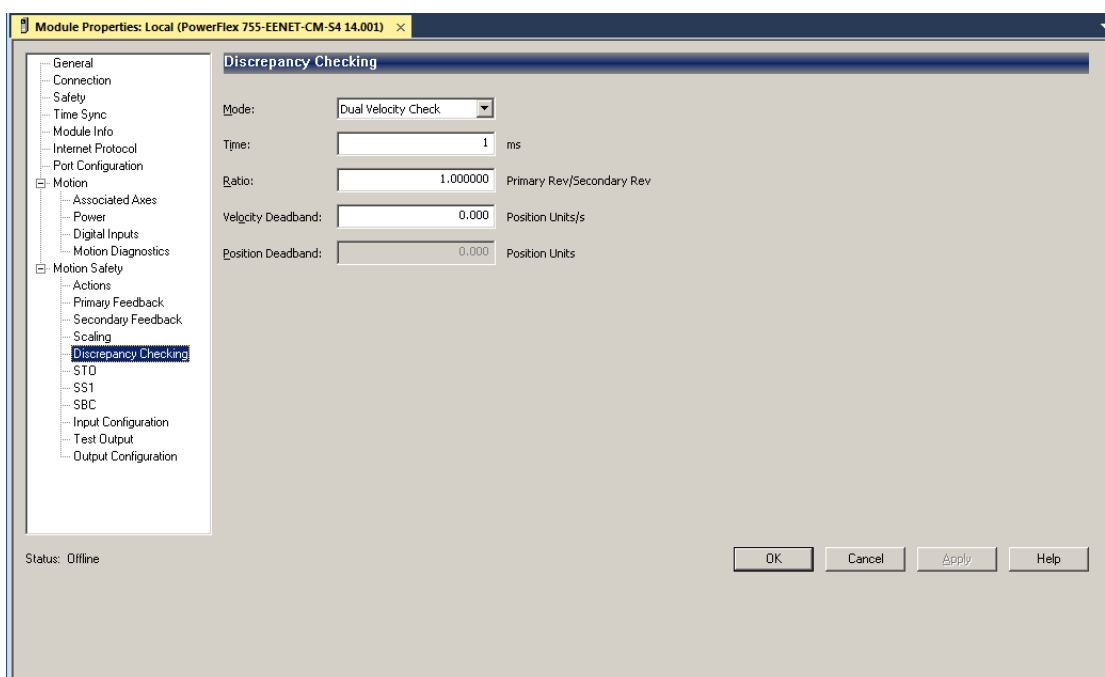 Module Properties: Local (PowerFlex 755-EENET-CM-S4 14.001) ×
General
Connection
Safety
Time Sync
Module Info
Internet Protocol
Port Configuration
Motion
Associated Axes
Power
Digital Inputs
Motion Diagnostics
Motion Safety
Actions
Primary Feedback
Secondary Feedback
Scaling
Discrepancy Checking
STO
SS1
SBC
Input Configuration
Test Output
Output Configuration
Discrepancy Checking
Mode: Dual Velocity Check
Time: 1 ms
Ratio: 1.000000 Primary Rev/Secondary Rev
Velocity Deadband: 0.000 Position Units/s
Position Deadband: 0.000 Position Units
Status: Offline
OK Cancel Apply Help